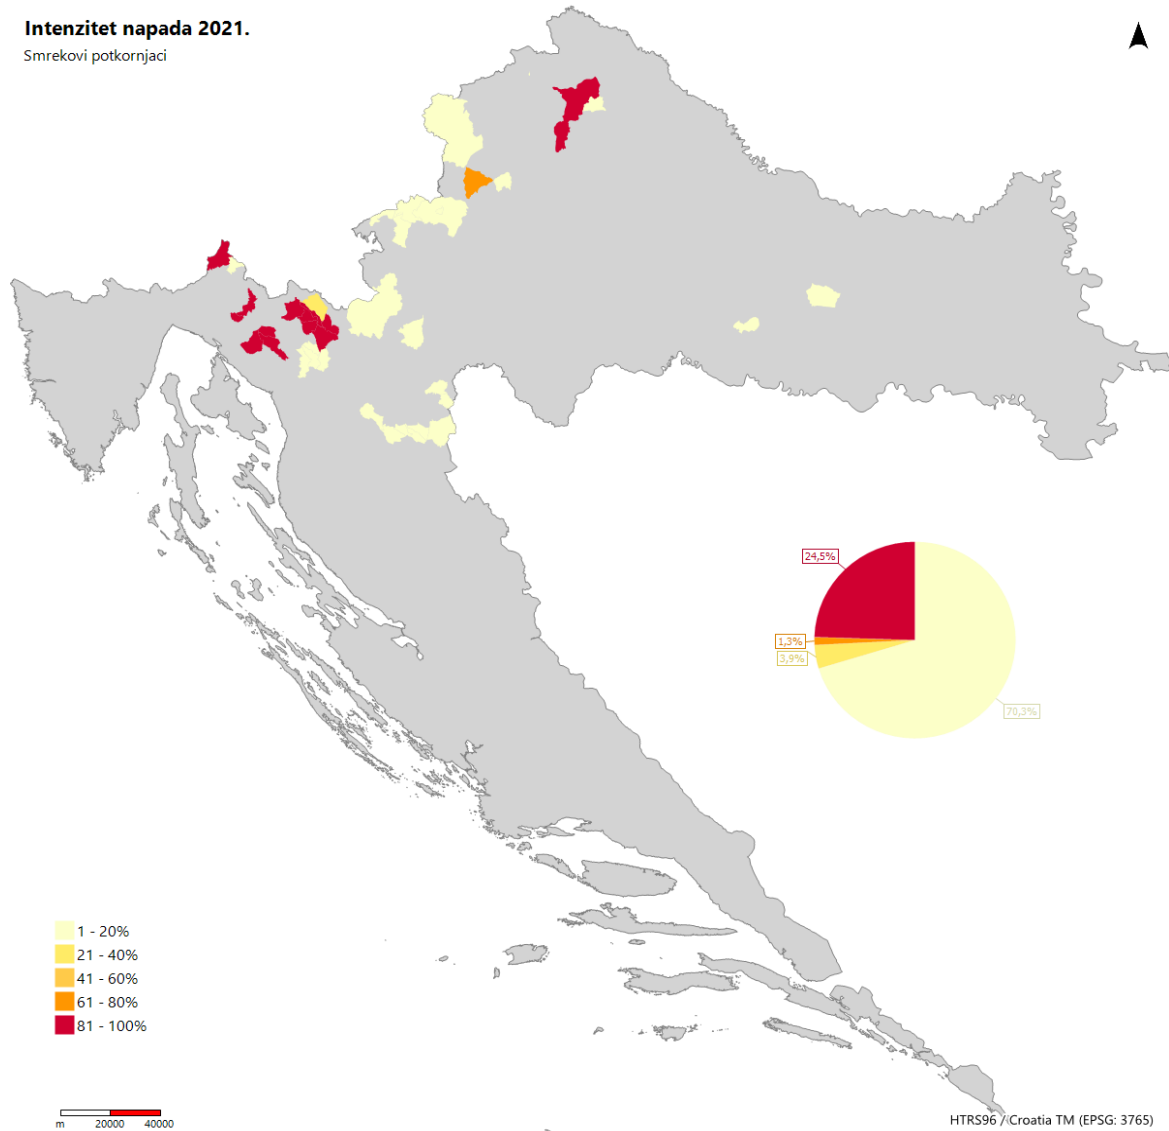 Intenzitet napada 2021.
Smrekovi potkornjaci
24,5%
1,3%
3,9%
70,3%
1 - 20%
21 - 40%
41 - 60%
61 - 80%
81 - 100%
m 20000 40000
HTRS96 / Croatia TM (EPSG: 3765)